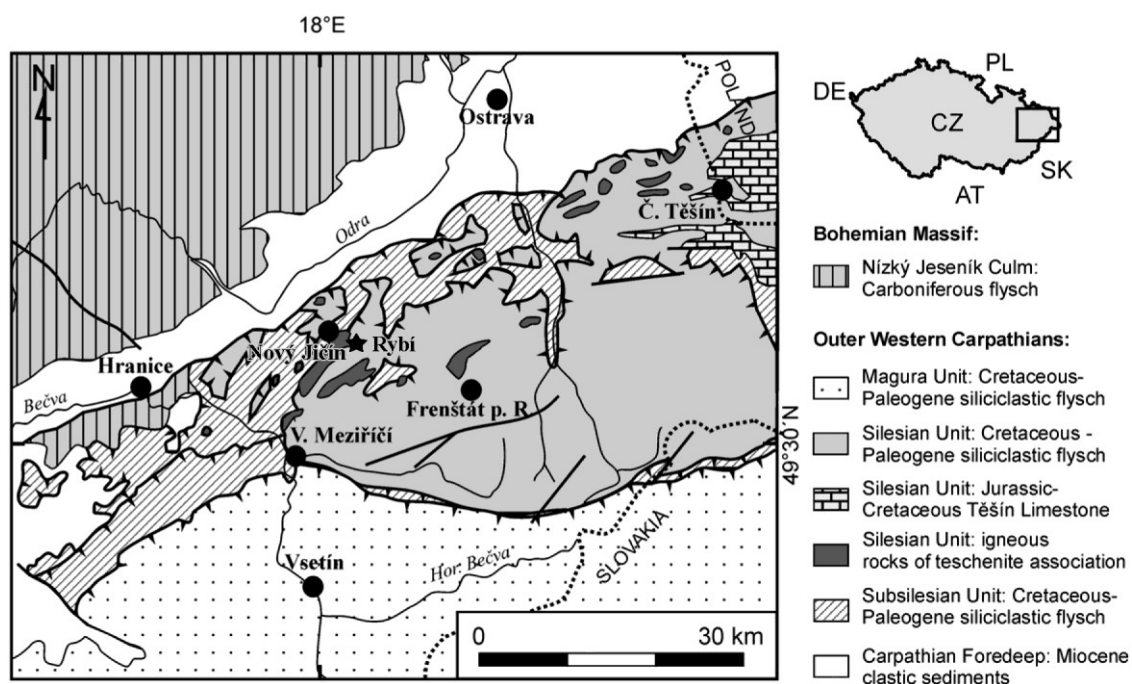 18°E
N
Ostrava
POLAND
Č. Těšín
Odra
Nový Jičín
Rybí
Hranice
Bečva
Frenštát p. R
V. Meziříčí
49°30´N
Vsetín
Hor. Bečva
SLOVAKIA
0
30 km
PL
DE
CZ
SK
AT
Bohemian Massif:
Nízký Jeseník Culm:
Carboniferous flysch
Outer Western Carpathians:
Magura Unit: Cretaceous-
Paleogene siliciclastic flysch
Silesian Unit: Cretaceous -
Paleogene siliciclastic flysch
Silesian Unit: Jurassic-
Cretaceous Těšín Limestone
Silesian Unit: igneous
rocks of teschenite association
Subsilesian Unit: Cretaceous-
Paleogene siliciclastic flysch
Carpathian Foredeep: Miocene
clastic sediments